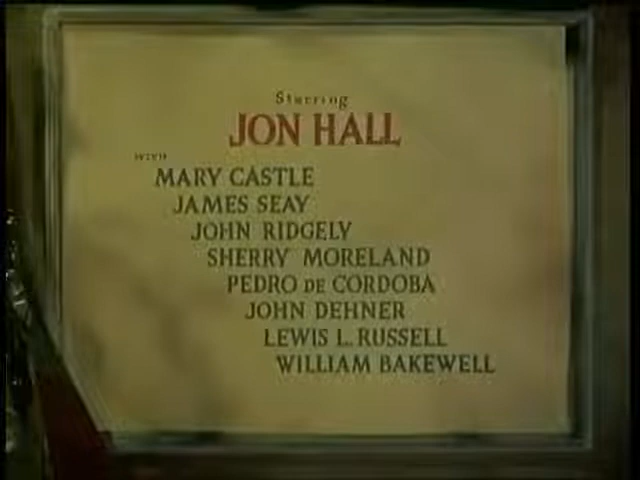 Starring
JON HALL
WITH
MARY CASTLE
JAMES SEAY
JOHN RIDGELY
SHERRY MORELAND
PEDRO DE CORDOBA
JOHN DEHNER
LEWIS L. RUSSELL
WILLIAM BAKEWELL